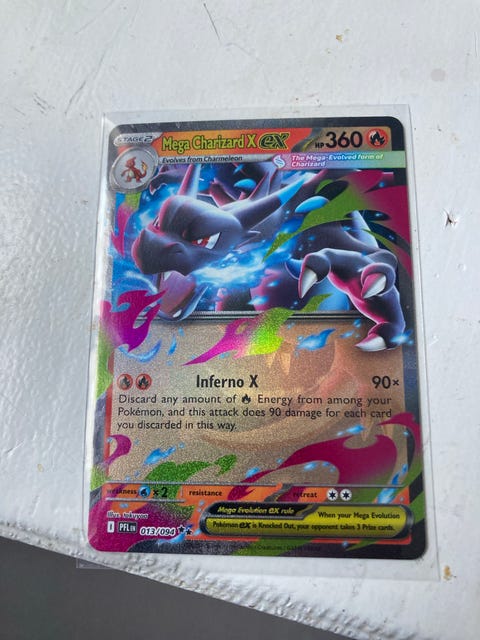 STAGE 2
Mega Charizard X ex HP 360
Evolves from Charmeleon
The Mega-Evolved form of
Charizard
Inferno X 90×
Discard any amount of Energy from among your
Pokémon, and this attack does 90 damage for each card
you discarded in this way.
weakness ×2 resistance retreat
Illus.
I PFL EN 013/094
Mega Evolution ex rule
When your Mega Evolution
Pokémon ex is Knocked Out, your opponent takes 3 Prize cards.